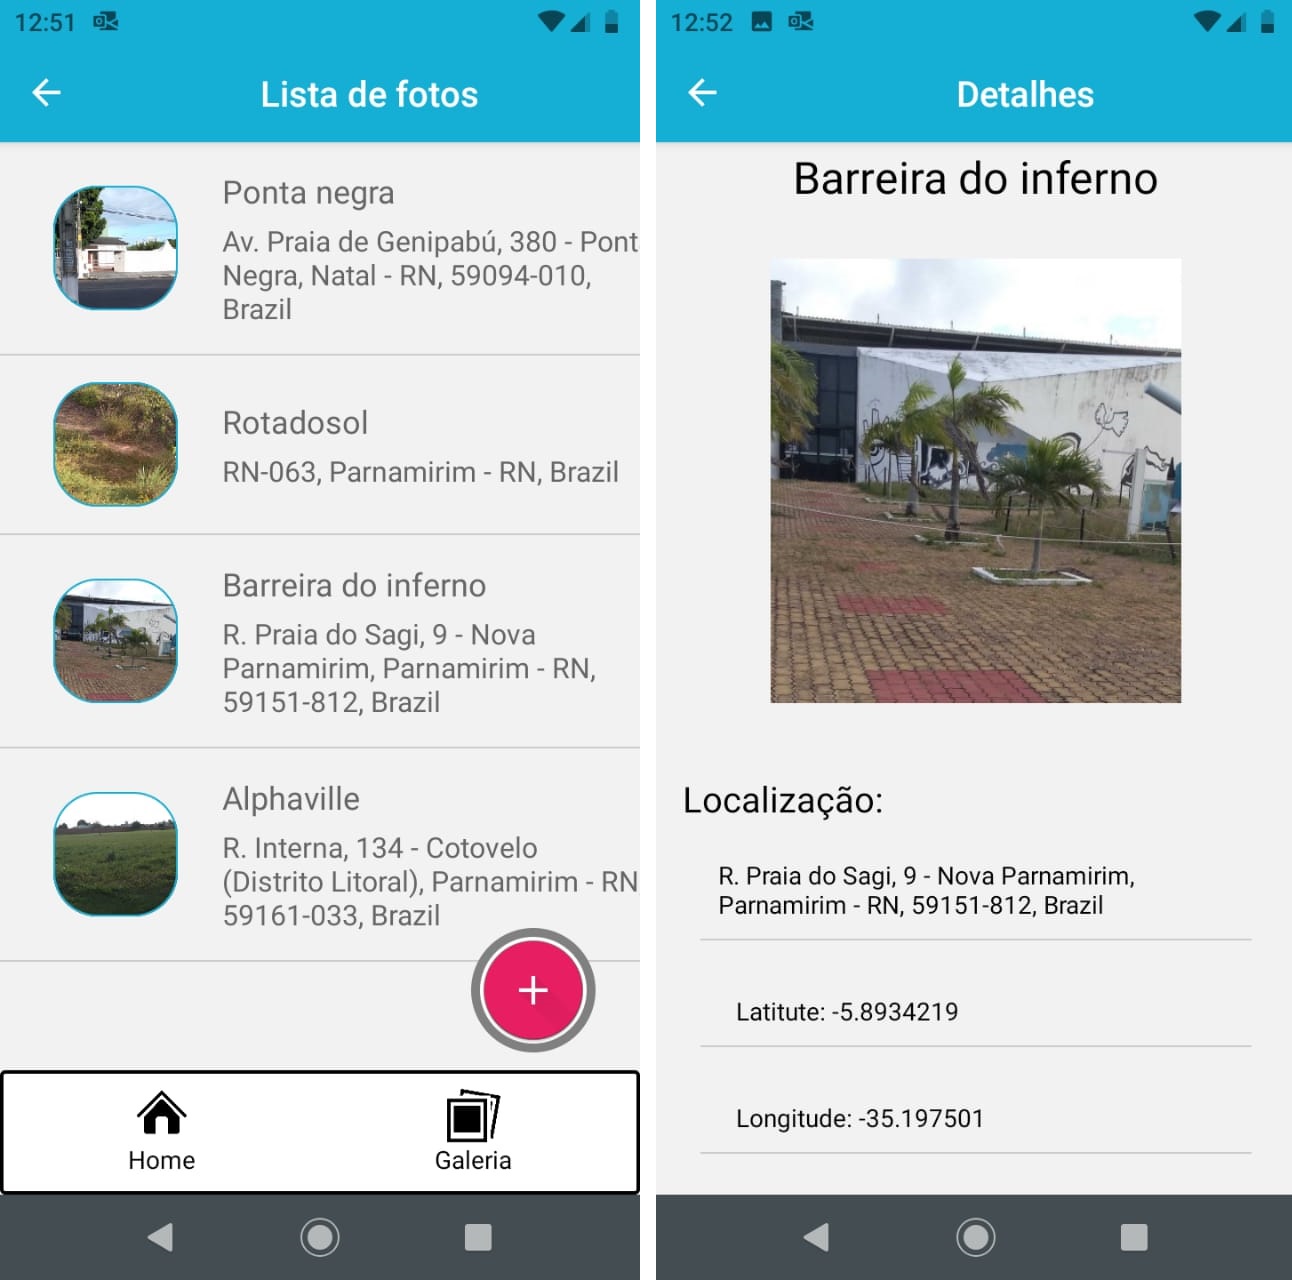 12:51
Lista de fotos
Ponta negra
Av. Praia de Genipabú, 380 - Pont
Negra, Natal - RN, 59094-010,
Brazil
Rotadosol
RN-063, Parnamirim - RN, Brazil
Barreira do inferno
R. Praia do Sagi, 9 - Nova
Parnamirim, Parnamirim - RN,
59151-812, Brazil
Alphaville
R. Interna, 134 - Cotovelo
(Distrito Litoral), Parnamirim - RN
59161-033, Brazil
+
Home
Galeria
12:52
Detalhes
Barreira do inferno
Localização:
R. Praia do Sagi, 9 - Nova Parnamirim,
Parnamirim - RN, 59151-812, Brazil
Latitute: -5.8934219
Longitude: -35.197501